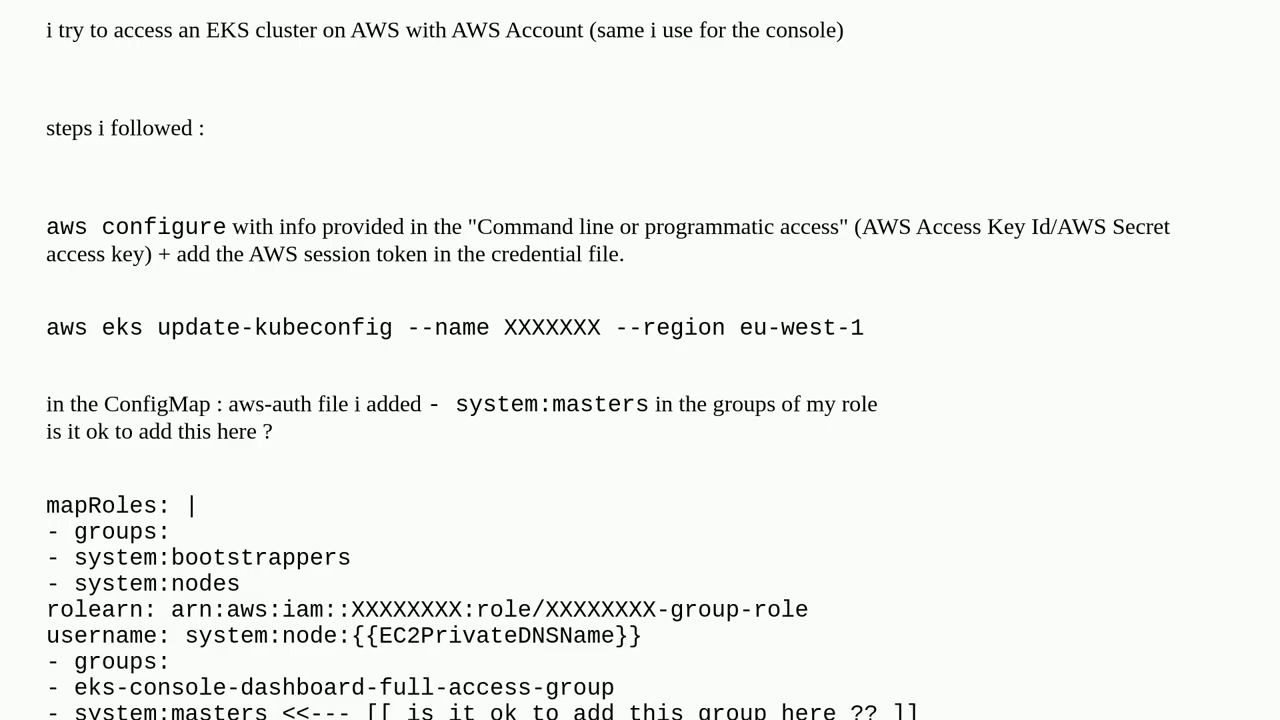 i try to access an EKS cluster on AWS with AWS Account (same i use for the console)
steps i followed :
aws configure with info provided in the "Command line or programmatic access" (AWS Access Key Id/AWS Secret
access key) + add the AWS session token in the credential file.
aws eks update-kubeconfig --name XXXXXXX --region eu-west-1
in the ConfigMap : aws-auth file i added - system:masters in the groups of my role
is it ok to add this here ?
mapRoles: |
- groups:
- system:bootstrappers
- system:nodes
rolearn: arn:aws:iam::XXXXXXXX:role/XXXXXXXX-group-role
username: system:node:{{EC2PrivateDNSName}}
- groups:
- eks-console-dashboard-full-access-group
- system:masters <<--- [[ is it ok to add this group here ?? ]]